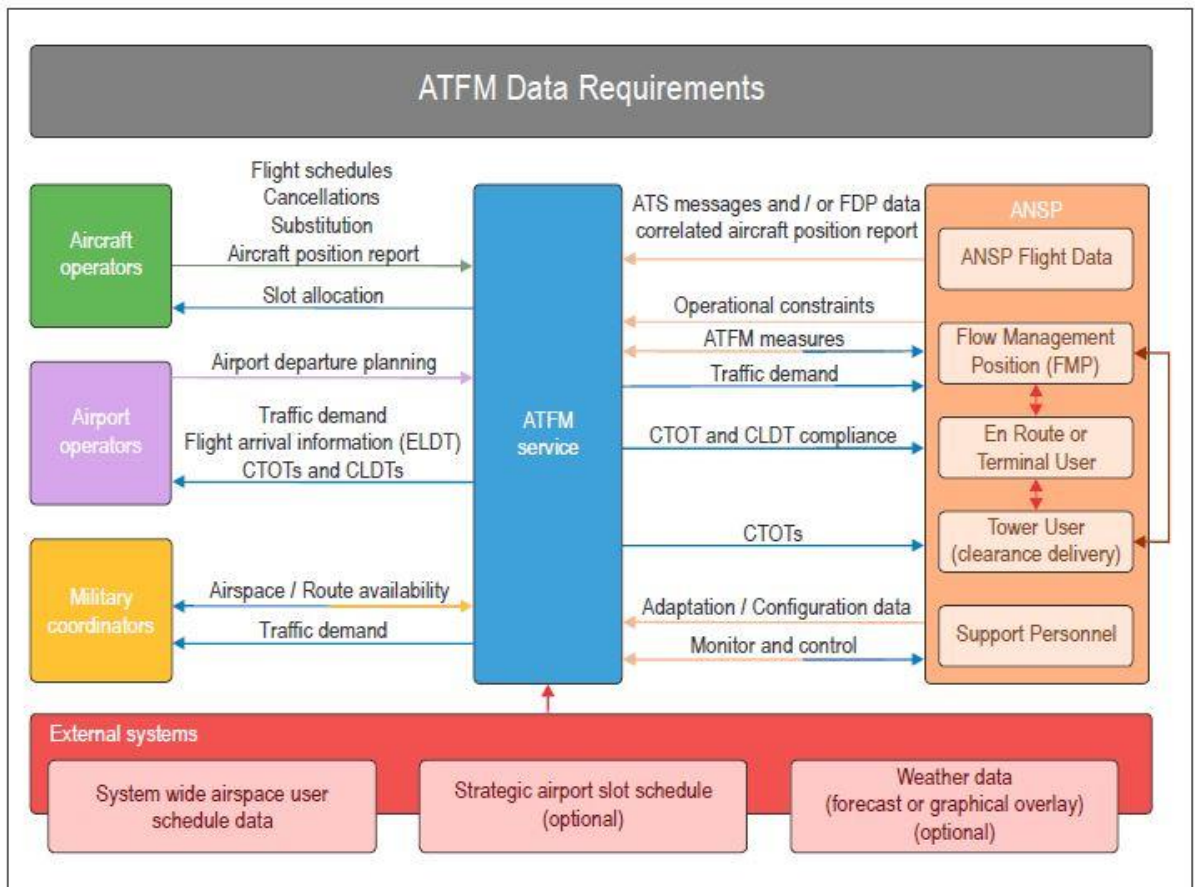 ATFM Data Requirements
Aircraft
operators
Flight schedules
Cancellations
Substitution
Aircraft position report
Slot allocation
Airport
operators
Airport departure planning
Traffic demand
Flight arrival information (ELDT)
CTOTs and CLDTs
Military
coordinators
Airspace / Route availability
Traffic demand
ATFM
service
ATS messages and / or FDP data
correlated aircraft position report
Operational constraints
ATFM measures
Traffic demand
CTOT and CLDT compliance
CTOTs
Adaptation / Configuration data
Monitor and control
ANSP
ANSP Flight Data
Flow Management
Position (FMP)
En Route or
Terminal User
Tower User
(clearance delivery)
Support Personnel
External systems
System wide airspace user
schedule data
Strategic airport slot schedule
(optional)
Weather data
(forecast or graphical overlay)
(optional)